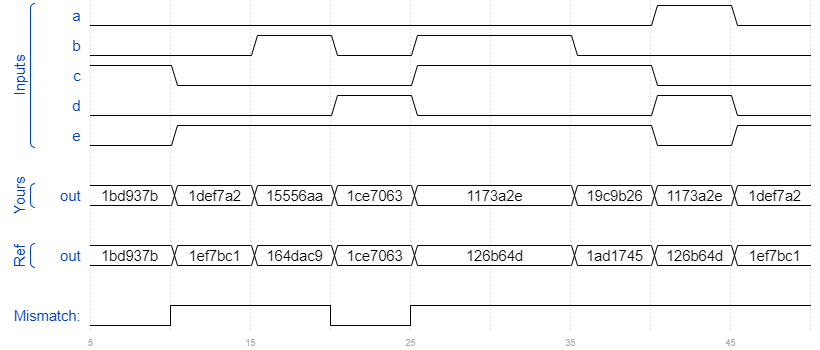 Inputs
a
b
c
d
e
Yours
out 1bd937b 1def7a2 15556aa 1ce7063 1173a2e 19c9b26 1173a2e 1def7a2
Ref
out 1bd937b 1ef7bc1 164dac9 1ce7063 126b64d 1ad1745 126b64d 1ef7bc1
Mismatch:
5 15 25 35 45